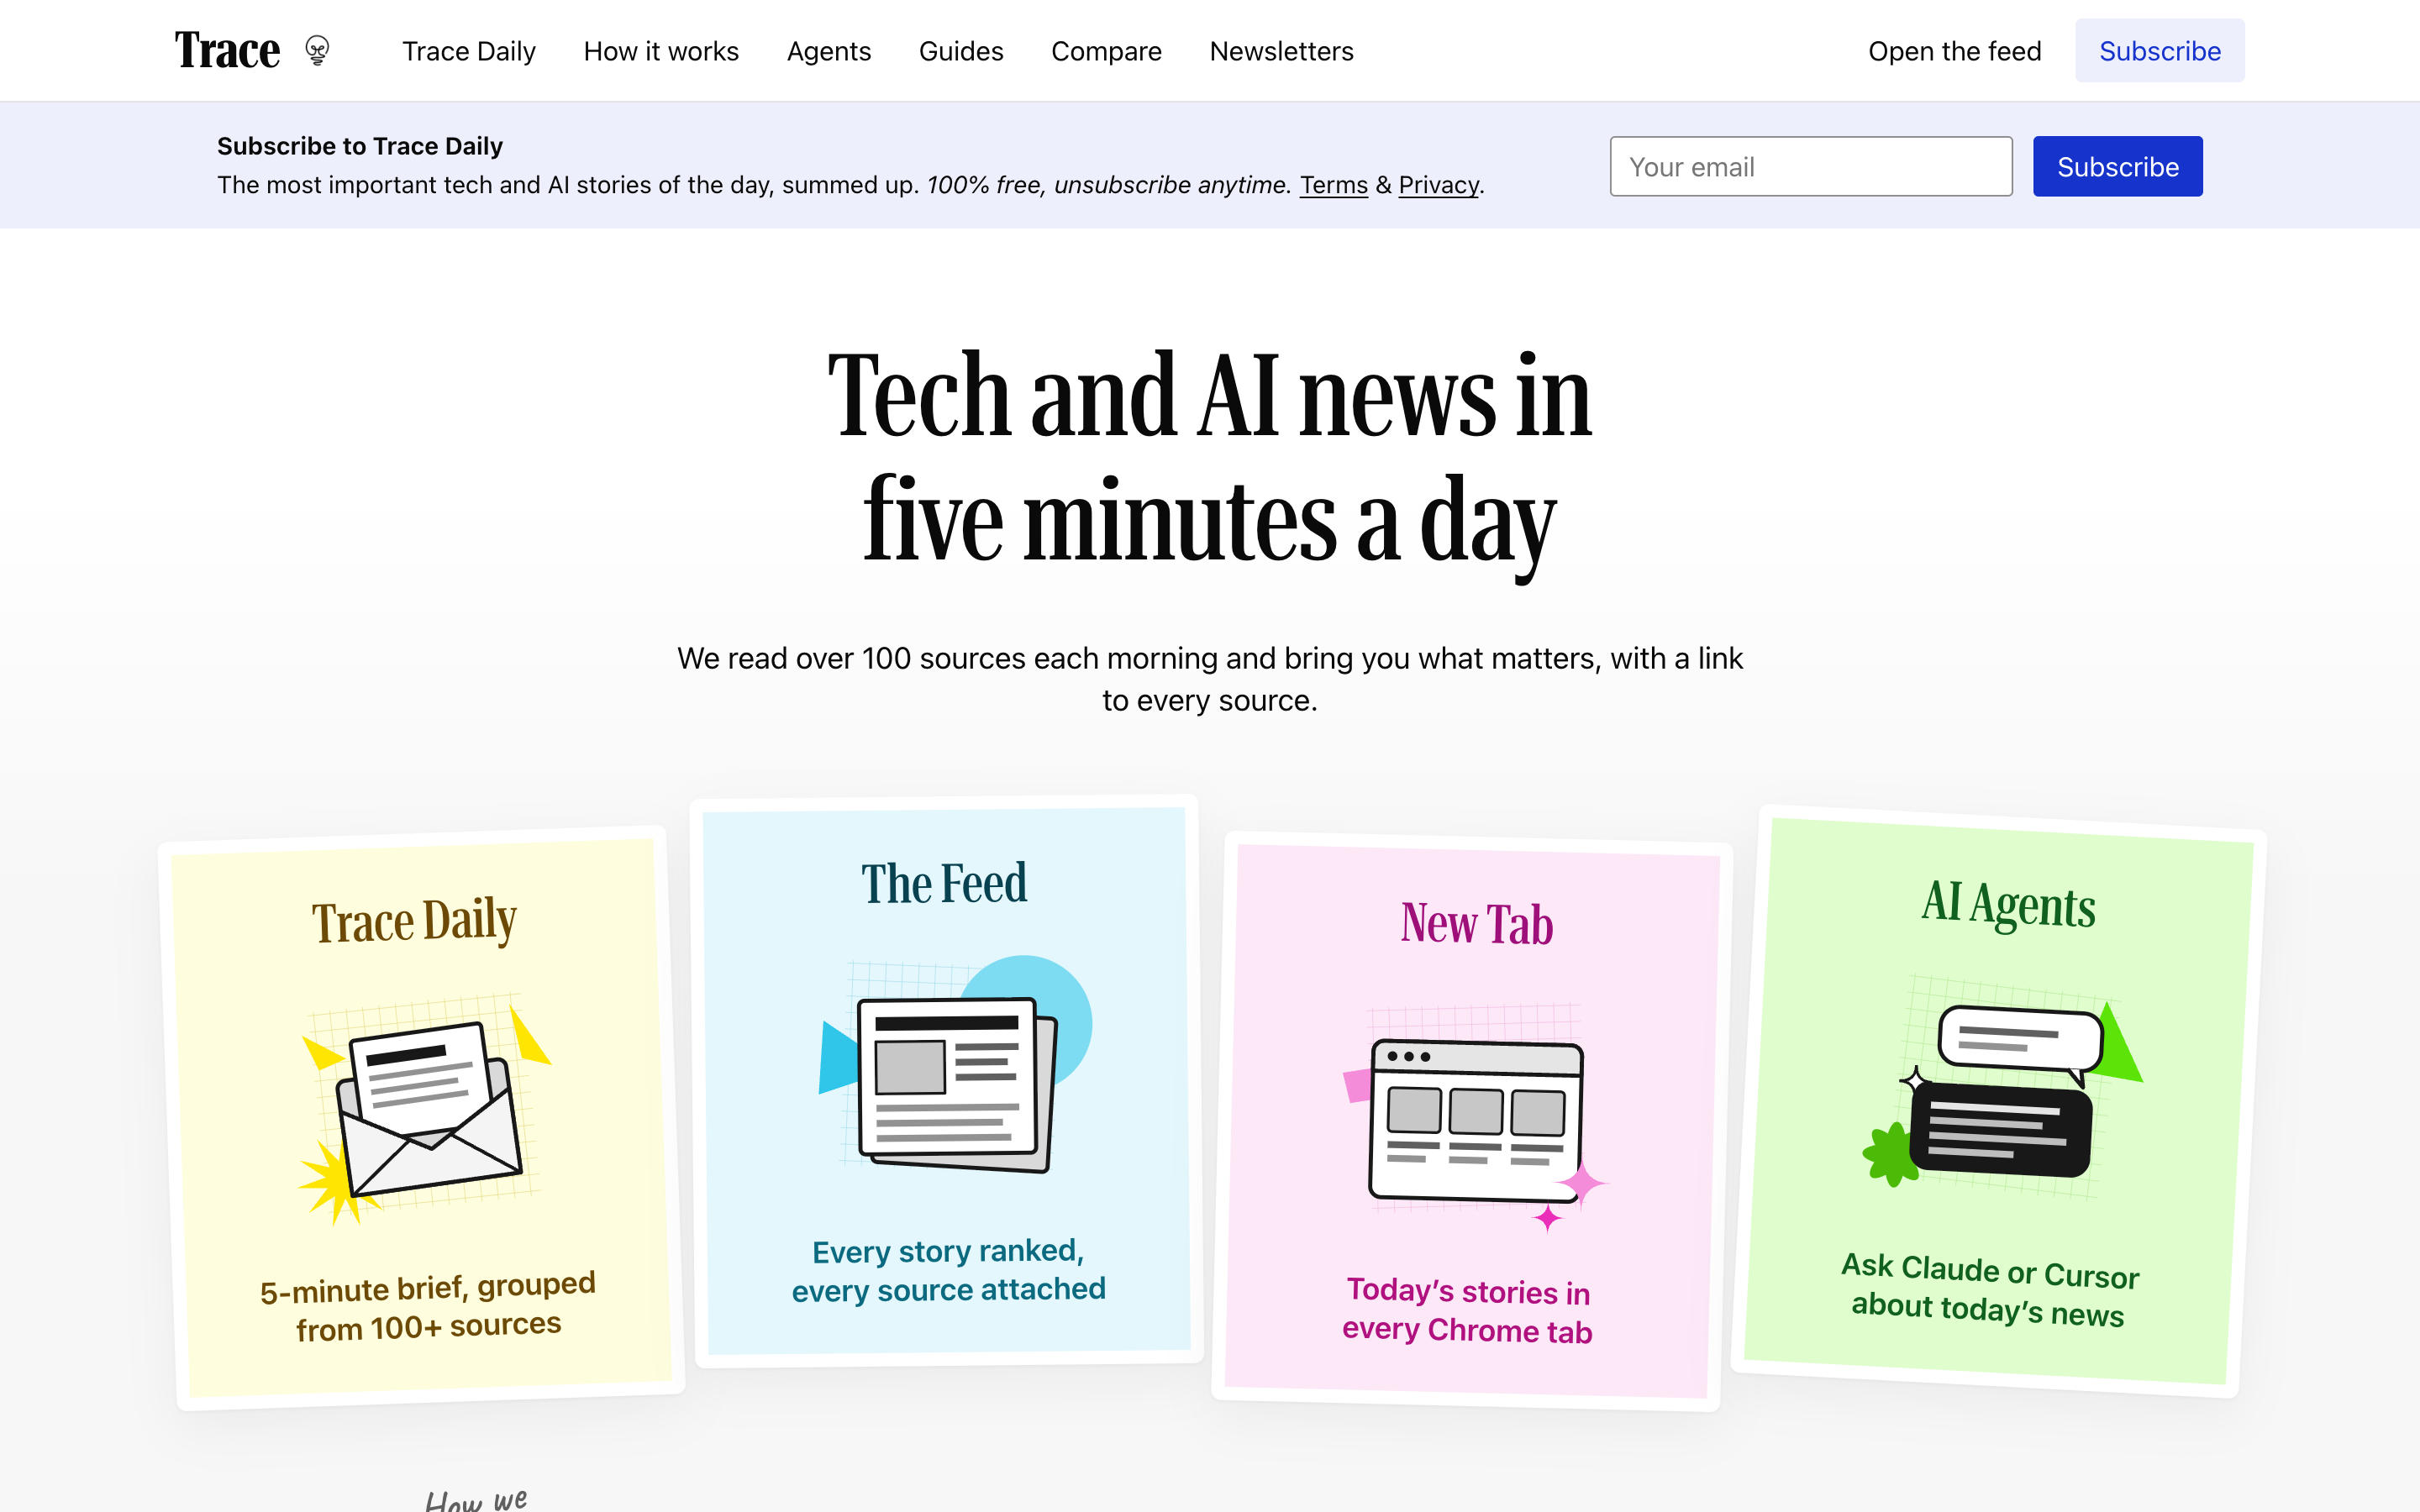 Trace
Trace Daily
How it works
Agents
Guides
Compare
Newsletters
Open the feed
Subscribe
Subscribe to Trace Daily
The most important tech and AI stories of the day, summed up. 100% free, unsubscribe anytime. Terms & Privacy.
Your email
Subscribe
Tech and AI news in
five minutes a day
We read over 100 sources each morning and bring you what matters, with a link
to every source.
Trace Daily
5-minute brief, grouped
from 100+ sources
The Feed
Every story ranked,
every source attached
New Tab
Today’s stories in
every Chrome tab
AI Agents
Ask Claude or Cursor
about today’s news
How we